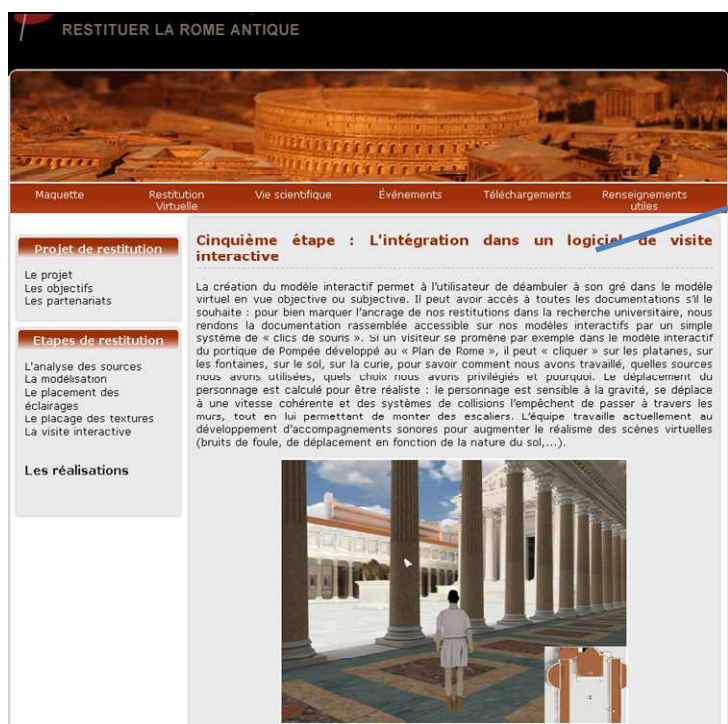 RESTITUER LA ROME ANTIQUE
Maquette
Restitution
Virtuelle
Vie scientifique
Événements
Téléchargements
Renseignements
utiles
Projet de restitution
Le projet
Les objectifs
Les partenariats
Etapes de restitution
L'analyse des sources
La modélisation
Le placement des
éclairages
Le placage des textures
La visite interactive
Les réalisations
Cinquième étape : L'intégration dans un logiciel de visite
interactive
La création du modèle interactif permet à l'utilisateur de déambuler à son gré dans le modèle
virtuel en vue objective ou subjective. Il peut avoir accès à toutes les documentations s'il le
souhaite : pour bien marquer l'ancrage de nos restitutions dans la recherche universitaire, nous
rendons la documentation rassemblée accessible sur nos modèles interactifs par un simple
système de « clics de souris ». Si un visiteur se promène par exemple dans le modèle interactif
du portique de Pompée développé au « Plan de Rome », il peut « cliquer » sur les platanes, sur
les fontaines, sur le sol, sur la curie, pour savoir comment nous avons travaillé, quelles sources
nous avons utilisées, quels choix nous avons privilégiés et pourquoi. Le déplacement du
personnage est calculé pour être réaliste : le personnage est sensible à la gravité, se déplace
à une vitesse cohérente et des systèmes de collisions l'empêchent de passer à travers les
murs, tout en lui permettant de monter des escaliers. L'équipe travaille actuellement au
développement d'accompagnements sonores pour augmenter le réalisme des scènes virtuelles
(bruits de foule, de déplacement en fonction de la nature du sol,...).